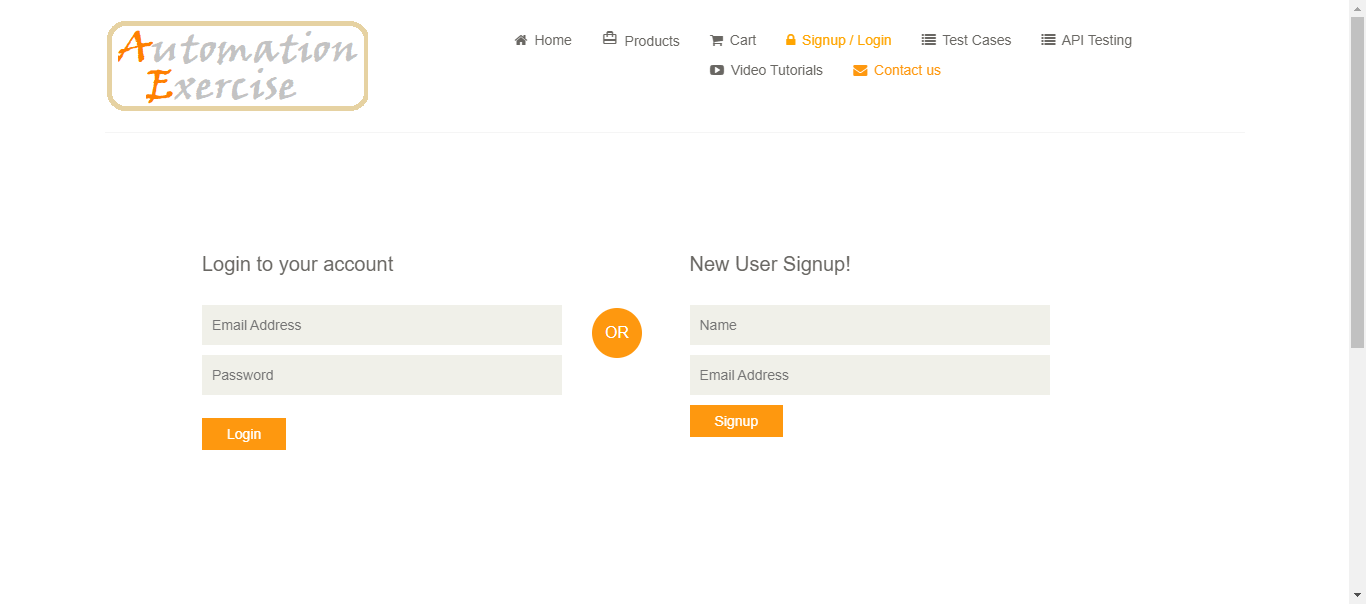 Automation
Exercise
Home Products Cart Signup / Login Test Cases API Testing
Video Tutorials Contact us
Login to your account
Email Address
Password
Login
OR
New User Signup!
Name
Email Address
Signup